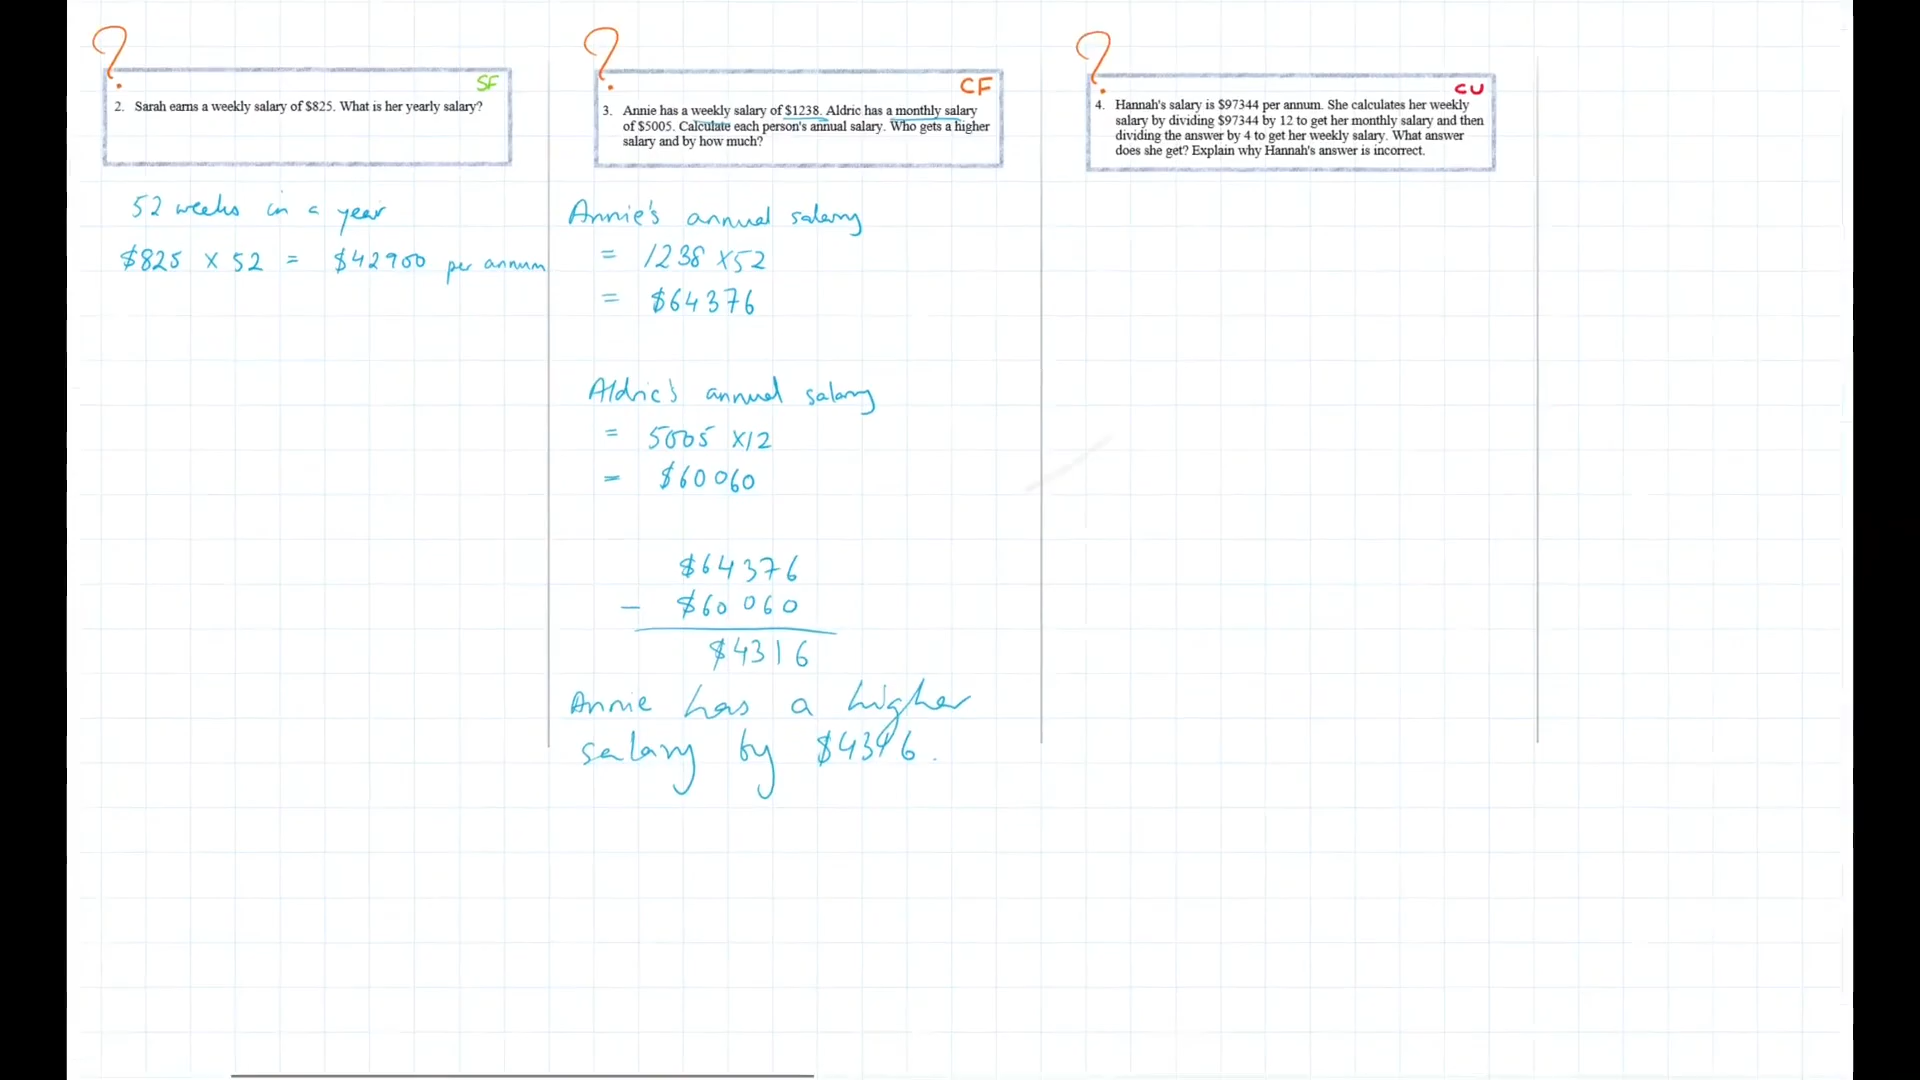 ?
SF
2. Sarah earns a weekly salary of $825. What is her yearly salary?
52 weeks in a year
$825 × 52 = $42900 per annum
?
CF
3. Annie has a weekly salary of $1238. Aldric has a monthly salary
of $5005. Calculate each person's annual salary. Who gets a higher
salary and by how much?
Annie's annual salary
= 1238 ×52
= $64376
Aldric's annual salary
= 5005 ×12
= $60060
$64376
- $60060
$4316
Annie has a higher
salary by $4316.
?
CU
4. Hannah's salary is $97344 per annum. She calculates her weekly
salary by dividing $97344 by 12 to get her monthly salary and then
dividing the answer by 4 to get her weekly salary. What answer
does she get? Explain why Hannah's answer is incorrect.